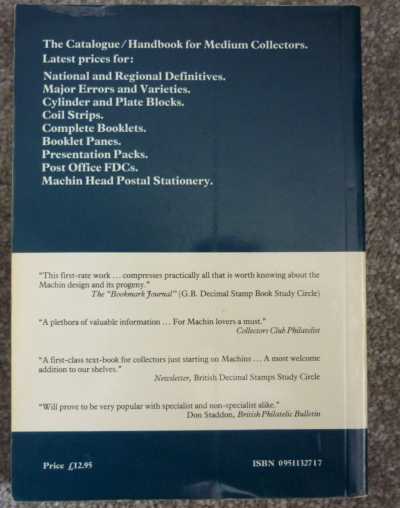 The Catalogue/Handbook for Medium Collectors.
Latest prices for:
National and Regional Definitives.
Major Errors and Varieties.
Cylinder and Plate Blocks.
Coil Strips.
Complete Booklets.
Booklet Panes.
Presentation Packs.
Post Office FDCs.
Machin Head Postal Stationery.
"This first-rate work ... compresses practically all that is worth knowing about the
Machin design and its progeny."
The "Bookmark Journal" (G.B. Decimal Stamp Book Study Circle)
"A plethora of valuable information ... For Machin lovers a must."
Collectors Club Philatelist
"A first-class text-book for collectors just starting on Machins ... A most welcome
addition to our shelves."
Newsletter, British Decimal Stamps Study Circle
"Will prove to be very popular with specialist and non-specialist alike."
Don Staddon, British Philatelic Bulletin
Price £12.95
ISBN 0951132717